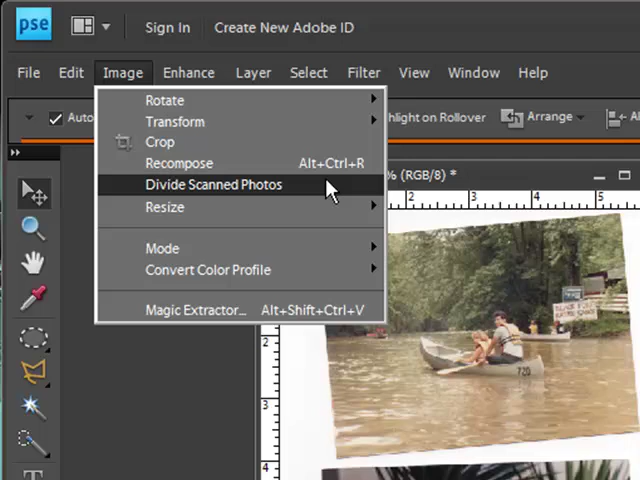 pse Sign In Create New Adobe ID
File Edit Image Enhance Layer Select Filter View Window Help
Auto hlight on Rollover Arrange Al
Rotate
Transform
Crop
Recompose Alt+Ctrl+R
Divide Scanned Photos
% (RGB/8) *
Resize
2 3 4 5
Mode
Convert Color Profile
Magic Extractor... Alt+Shift+Ctrl+V
2
720
3
4
T